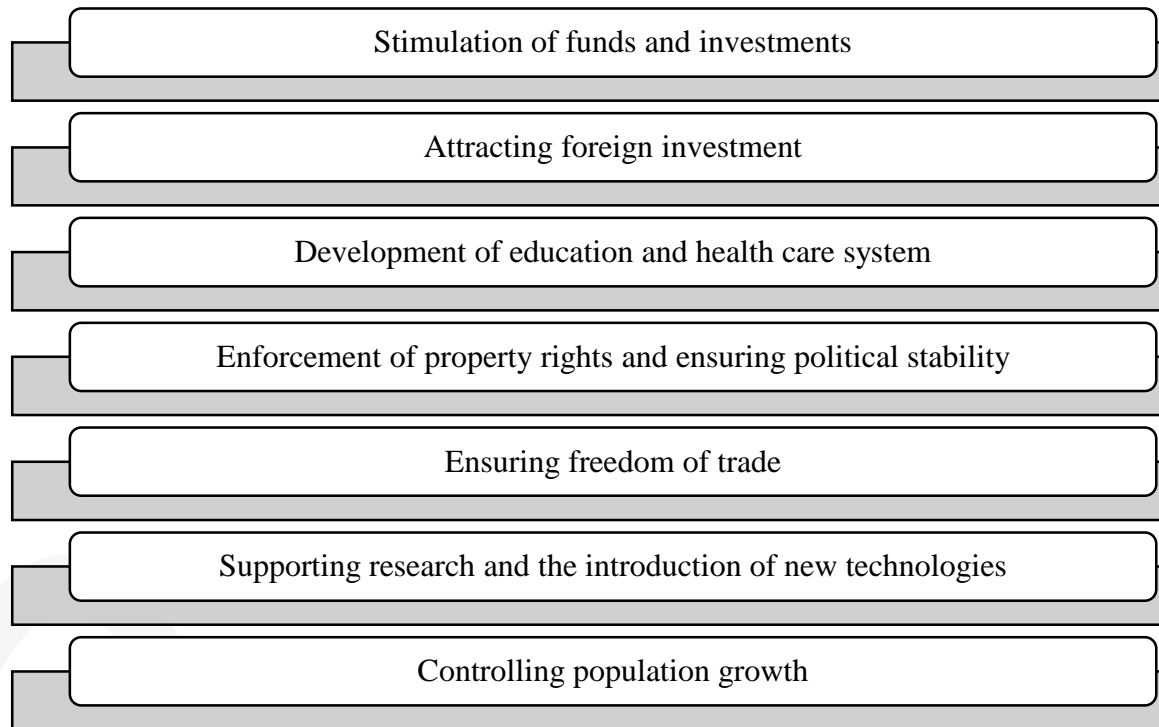 Stimulation of funds and investments
Attracting foreign investment
Development of education and health care system
Enforcement of property rights and ensuring political stability
Ensuring freedom of trade
Supporting research and the introduction of new technologies
Controlling population growth